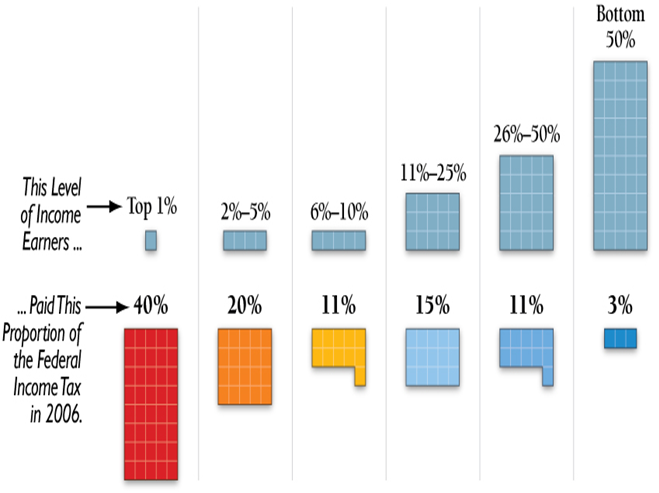 Bottom
50%
26%–50%
11%–25%
This Level
of Income
Earners ...
Top 1%
2%–5%
6%–10%
... Paid This
Proportion of
the Federal
Income Tax
in 2006.
40%
20%
11%
15%
11%
3%